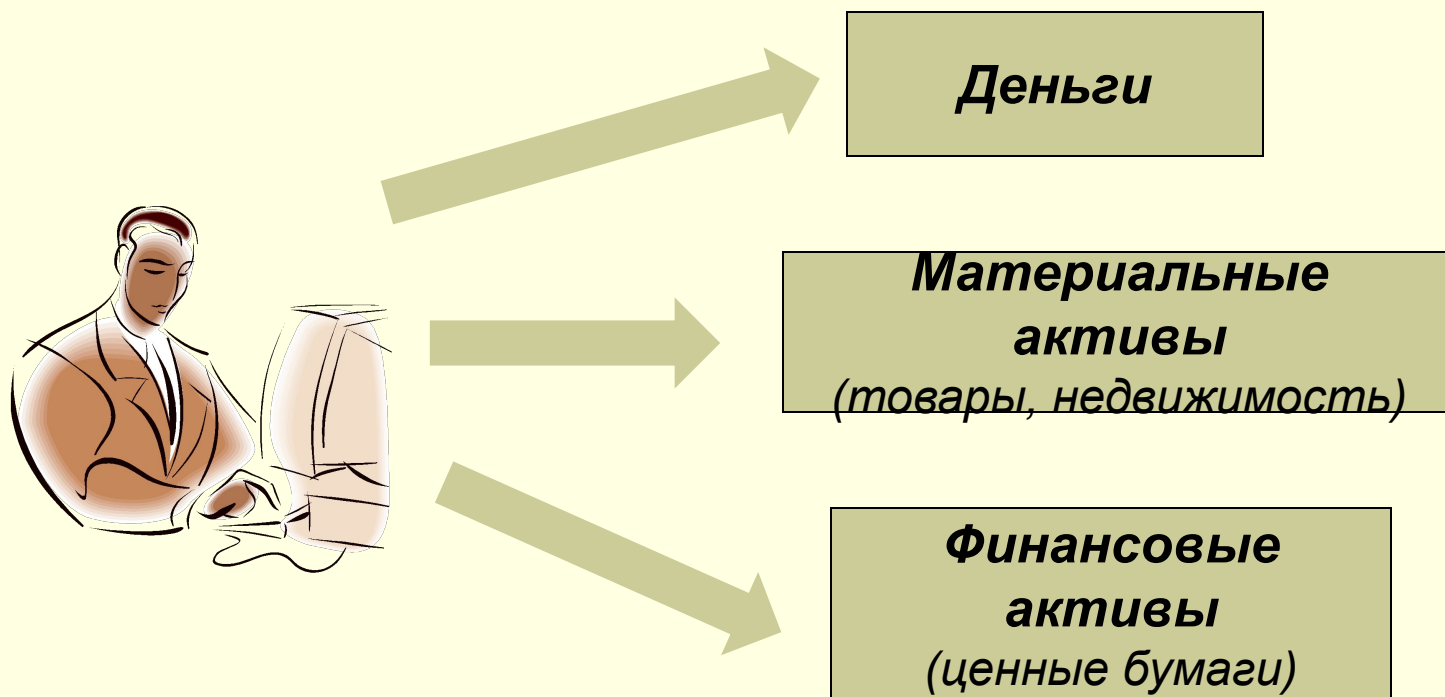 Деньги
Материальные
активы
(товары, недвижимость)
Финансовые
активы
(ценные бумаги)